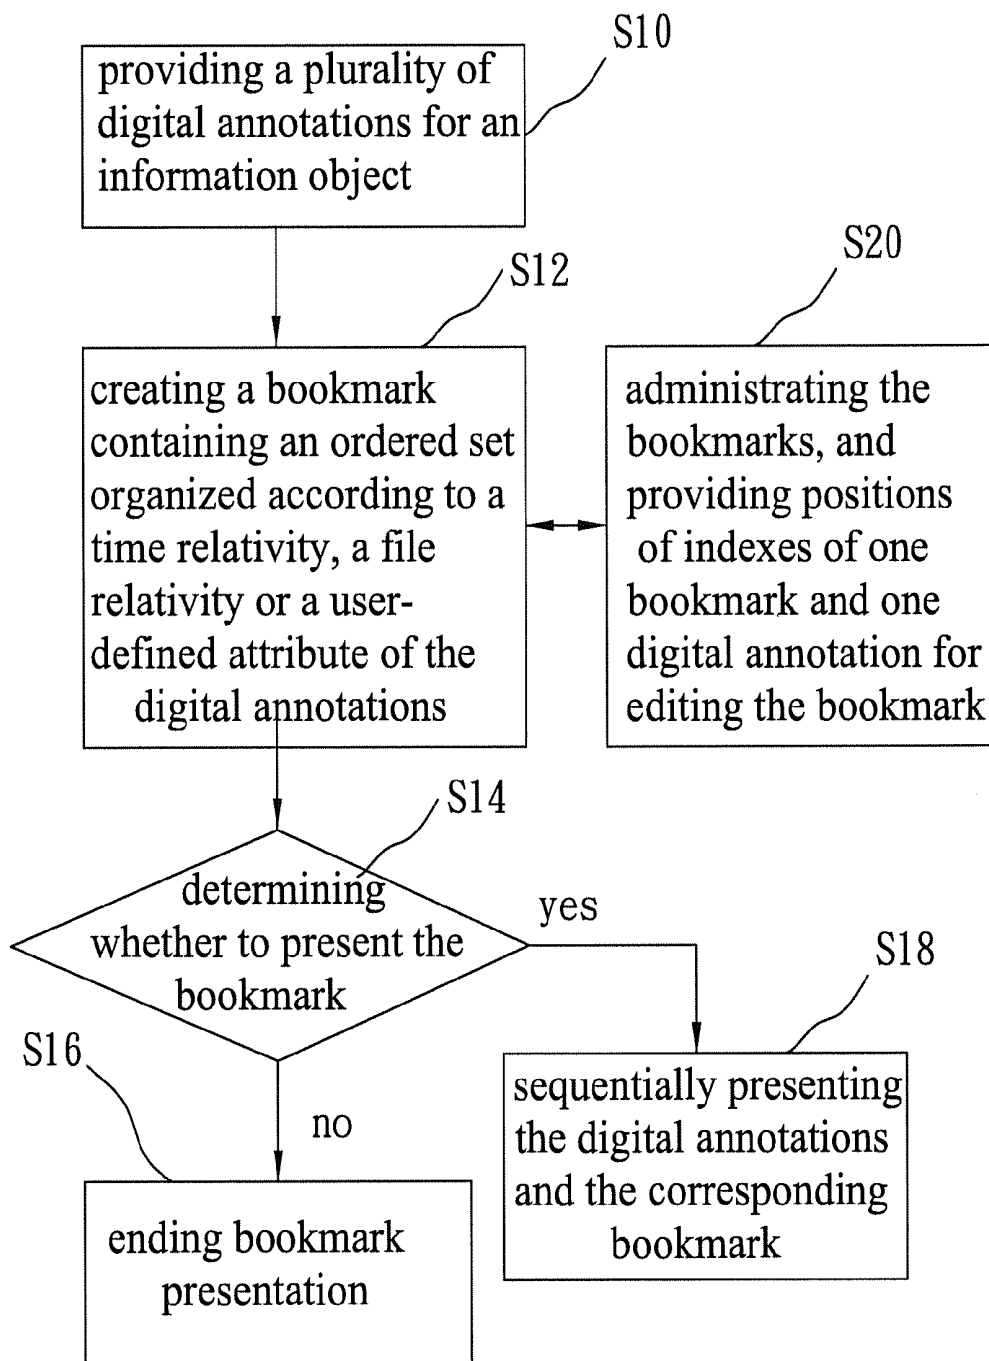 S10
providing a plurality of
digital annotations for an
information object
S12
creating a bookmark
containing an ordered set
organized according to a
time relativity, a file
relativity or a user-
defined attribute of the
digital annotations
S20
administrating the
bookmarks, and
providing positions
of indexes of one
bookmark and one
digital annotation for
editing the bookmark
S14
determining
whether to present the
bookmark
yes
S18
sequentially presenting
the digital annotations
and the corresponding
bookmark
no
S16
ending bookmark
presentation